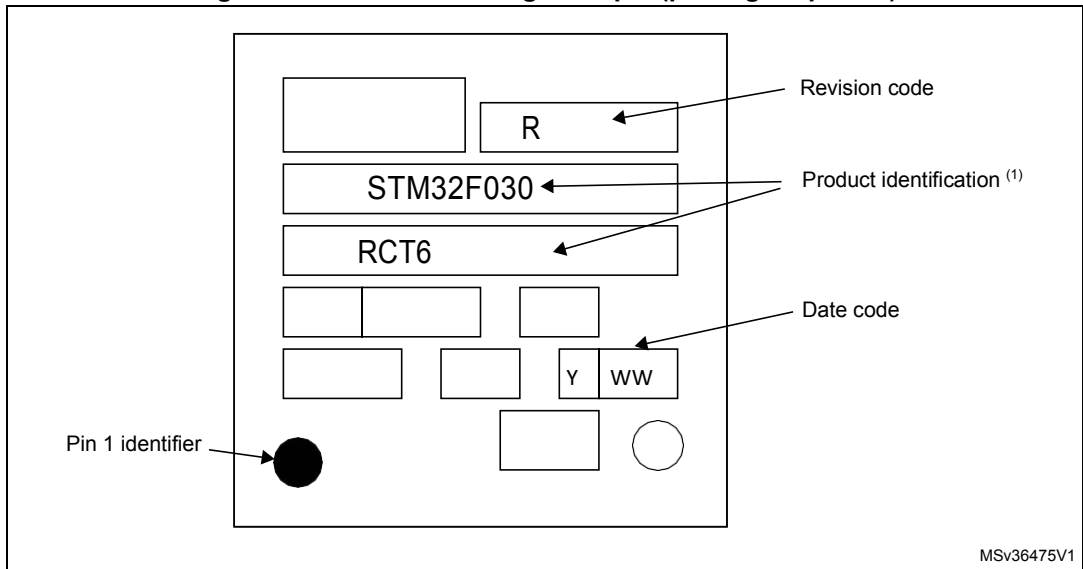 Revision code
R
STM32F030
Product identification (1)
RCT6
Date code
Y WW
Pin 1 identifier
MSv36475V1